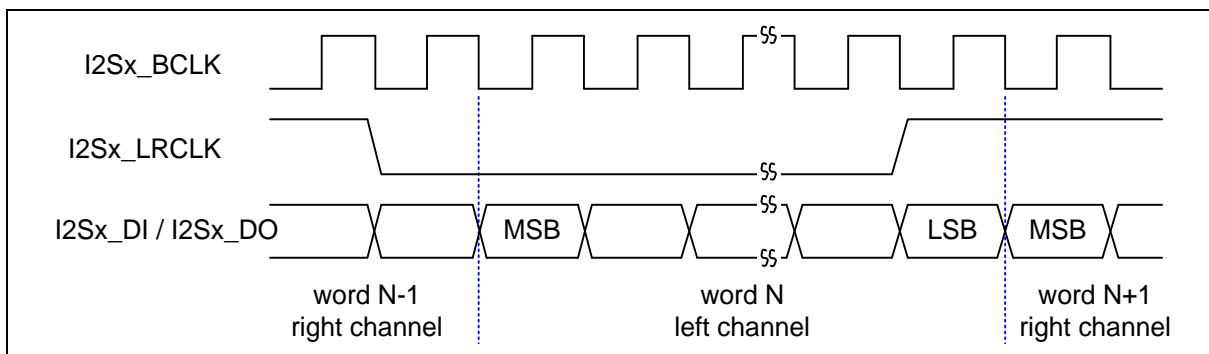 I2Sx_BCLK
I2Sx_LRCLK
I2Sx_DI / I2Sx_DO
MSB
LSB
MSB
word N-1
right channel
word N
left channel
word N+1
right channel